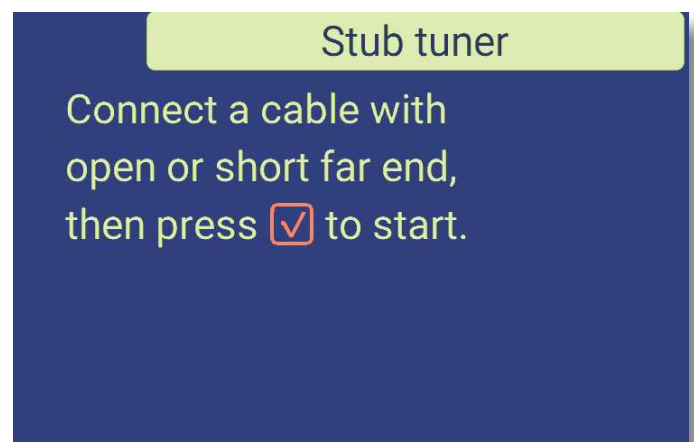 Stub tuner
Connect a cable with
open or short far end,
then press ☑ to start.